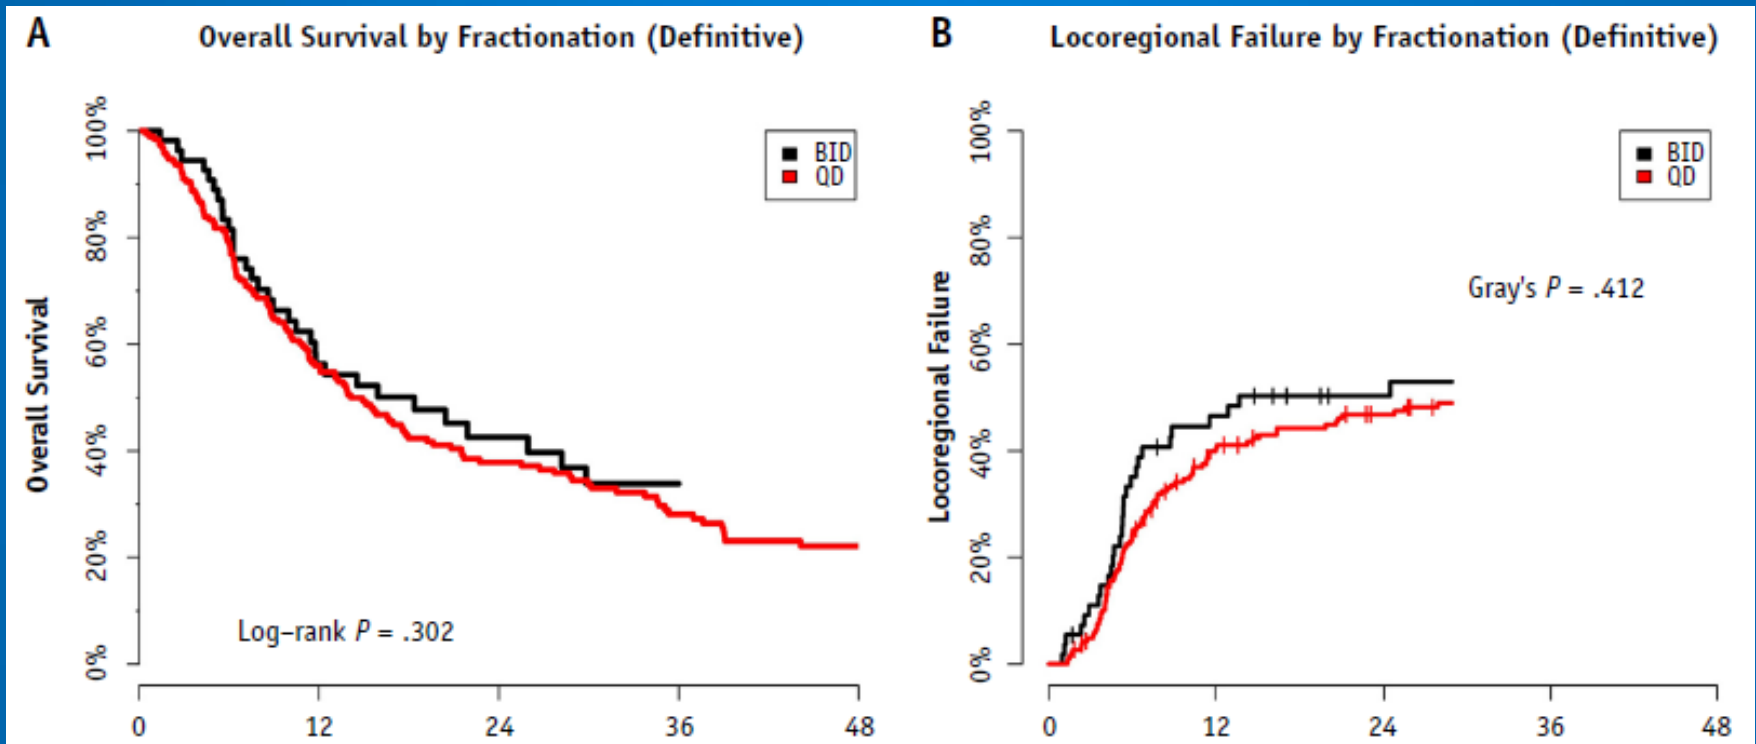 A
Overall Survival by Fractionation (Definitive)
Overall Survival
100%
80%
60%
40%
20%
0%
BID
QD
Log-rank P = .302
0 12 24 36 48
B
Locoregional Failure by Fractionation (Definitive)
Locoregional Failure
100%
80%
60%
40%
20%
0%
BID
QD
Gray's P = .412
0 12 24 36 48